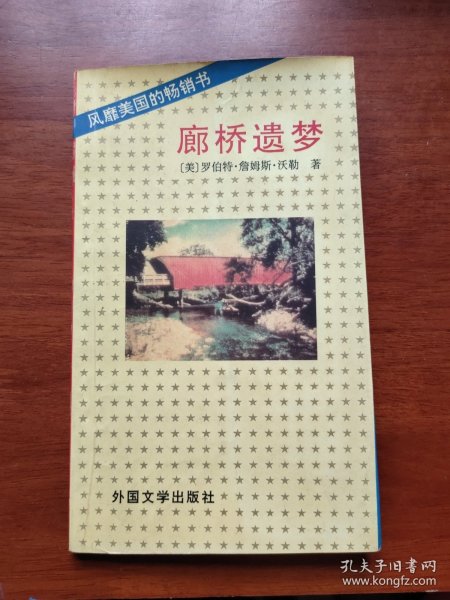 风靡美国的畅销书
廊桥遗梦
〔美〕罗伯特·詹姆斯·沃勒 著
外国文学出版社
孔夫子旧书网
www.kongfz.com